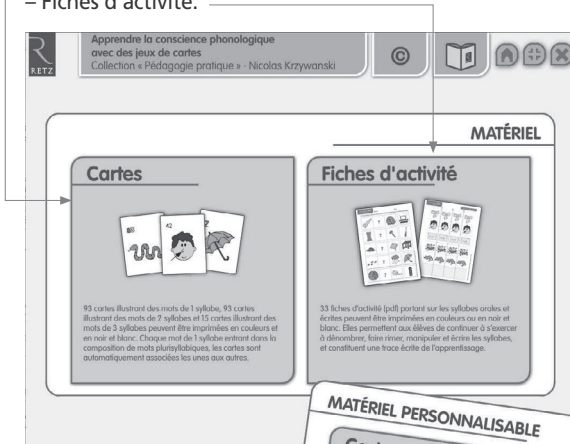 – Fiches d'activité.
RETZ
Apprendre la conscience phonologique
avec des jeux de cartes
Collection « Pédagogie pratique » - Nicolas Krzywanski
©
MATÉRIEL
Cartes
93 cartes illustrant des mots de 1 syllabe, 93 cartes
illustrant des mots de 2 syllabes et 15 cartes illustrant des
mots de 3 syllabes peuvent être imprimées en couleurs et
en noir et blanc. Chaque mot de 1 syllabe entrant dans la
composition de mots plurisyllabiques, les cartes sont
automatiquement associées les unes aux autres.
Fiches d'activité
33 fiches d'activité (pdf) portant sur les syllabes orales et
écrites peuvent être imprimées en couleurs ou en noir et
blanc. Elles permettent aux élèves de continuer à s'exercer
à dénombrer, faire rimer, manipuler et écrire les syllabes,
et constituent une trace écrite de l'apprentissage.
MATÉRIEL PERSONNALISABLE